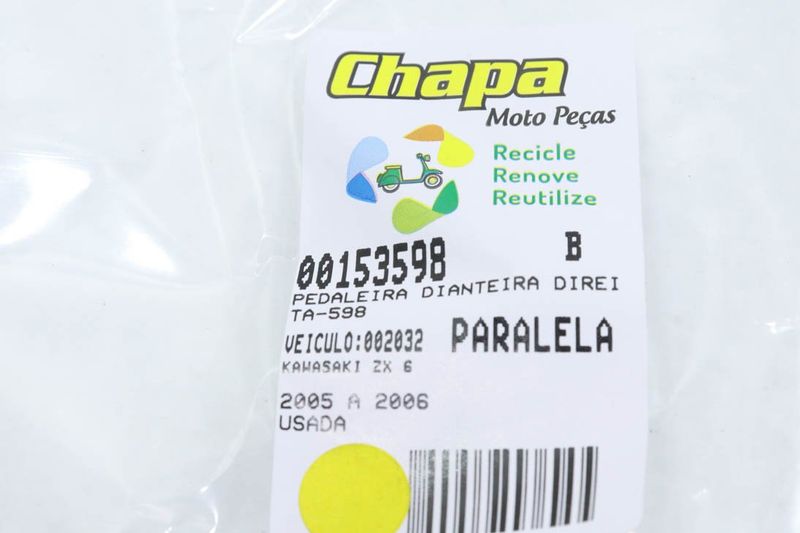 Chapa
Moto Peças
Recicle
Renove
Reutilize
00153598 B
PEDALEIRA DIANTEIRA DIREI
TA-598
VEICULO:002032 PARALELA
KAWASAKI ZX 6
2005 A 2006
USADA